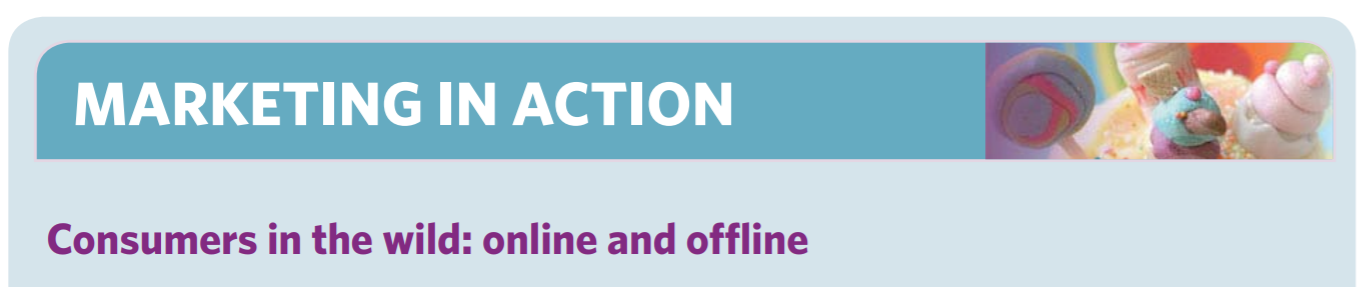 MARKETING IN ACTION
Consumers in the wild: online and offline